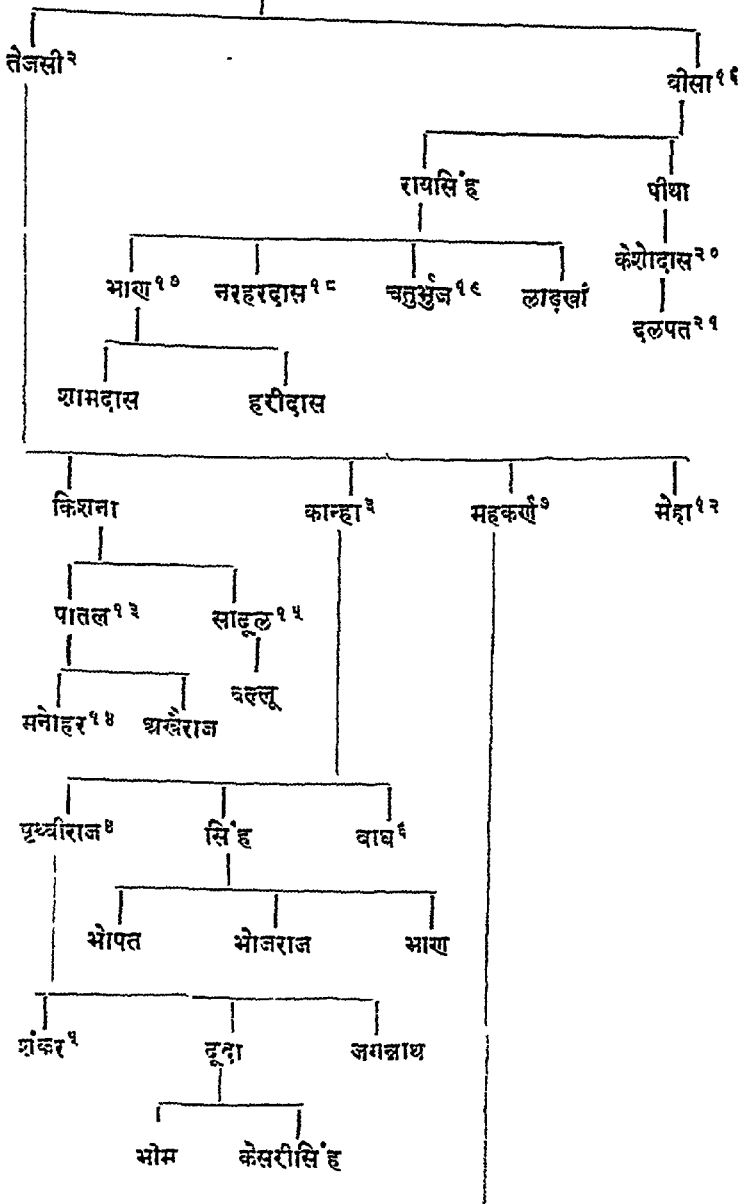 तेजसी२
वीसा१६
रायसिंह पीथा
भाण१७ नरहरदास१८ चतुर्भुज१९ लाड़खां केशोदास२०
दलपत२१
शामदास हरीदास
किशना कान्हा३ महकर्ण७ मेहा१२
पातल१३ सादूल१५
मनोहर१४ अखैराज वल्लू
पृथ्वीराज४ सिंह वाघ६
भोपत भोजराज भाण
शंकर५ दूदा जगन्नाथ
भीम केसरीसिंह